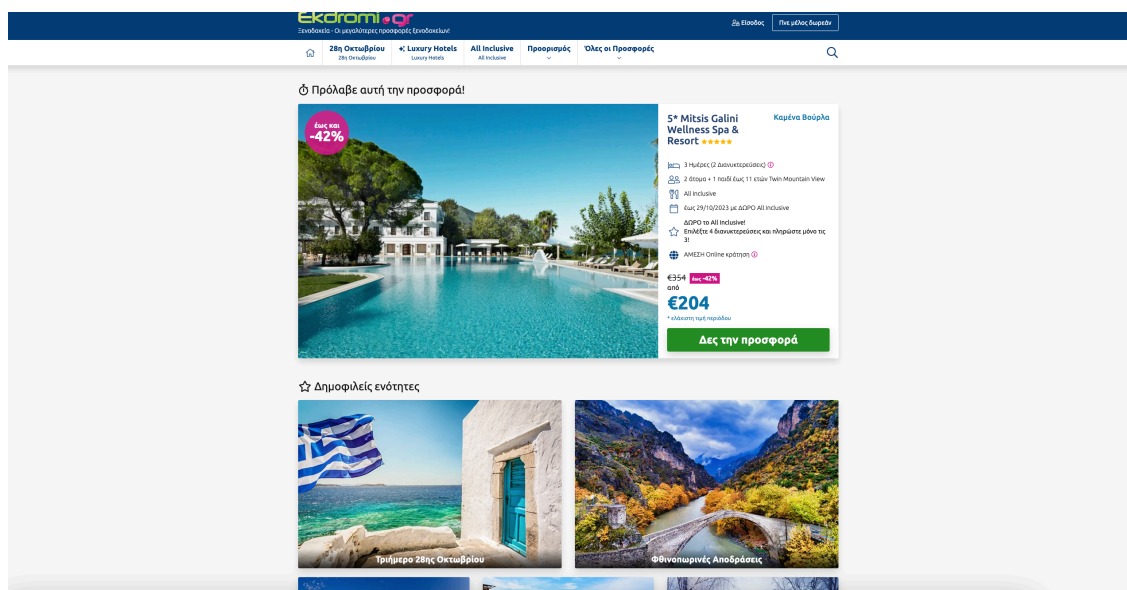 Ekdromi.gr
Ξενοδοχεία - Οι μεγαλύτερες προσφορές ξενοδοχείων!
Είσοδος
Γίνε μέλος δωρεάν
28η Οκτωβρίου
28η Οκτωβρίου
Luxury Hotels
Luxury Hotels
All Inclusive
All Inclusive
Προορισμός
Όλες οι Προσφορές
Πρόλαβε αυτή την προσφορά!
έως και
-42%
5* Mitsis Galini
Wellness Spa &
Resort
Καμένα Βούρλα
3 Ημέρες (2 Διανυκτερεύσεις)
2 άτομα + 1 παιδί έως 11 ετών Twin Mountain View
All Inclusive
έως 29/10/2023 με ΔΩΡΟ All Inclusive
ΔΩΡΟ το All Inclusive!
Επιλέξτε 4 διανυκτερεύσεις και πληρώστε μόνο τις
3!
ΑΜΕΣΗ Online κράτηση
€354 έως -42%
από
€204
* ελάχιστη τιμή περιόδου
Δες την προσφορά
Δημοφιλείς ενότητες
Τριήμερο 28ης Οκτωβρίου
Φθινοπωρινές Αποδράσεις